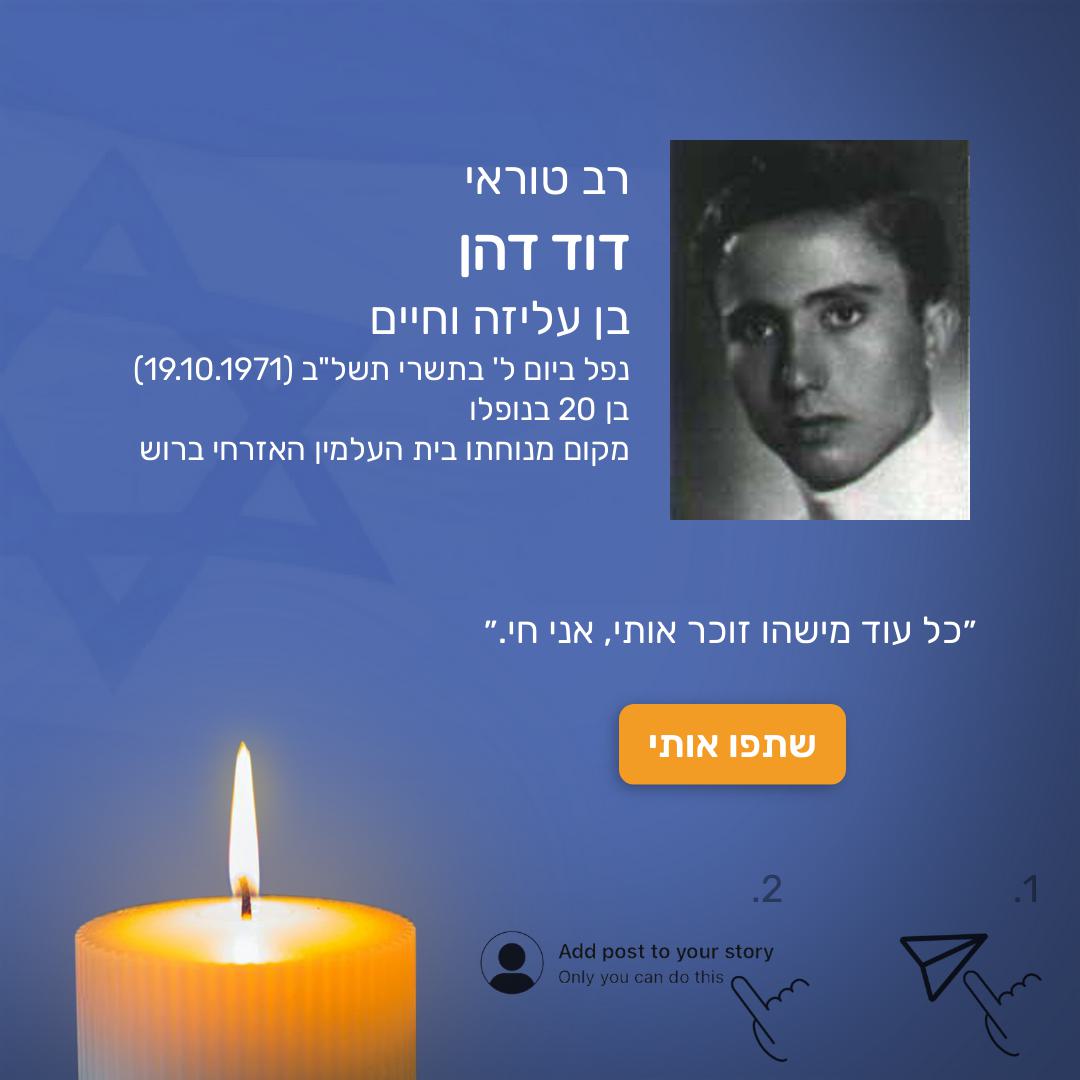 רב טוראי
דוד דהן
בן עליזה וחיים
נפל ביום ל' בתשרי תשל"ב (19.10.1971)
בן 20 בנופלו
מקום מנוחתו בית העלמין האזרחי ברוש
״כל עוד מישהו זוכר אותי, אני חי.״
שתפו אותי
.1
.2
Add post to your story
Only you can do this